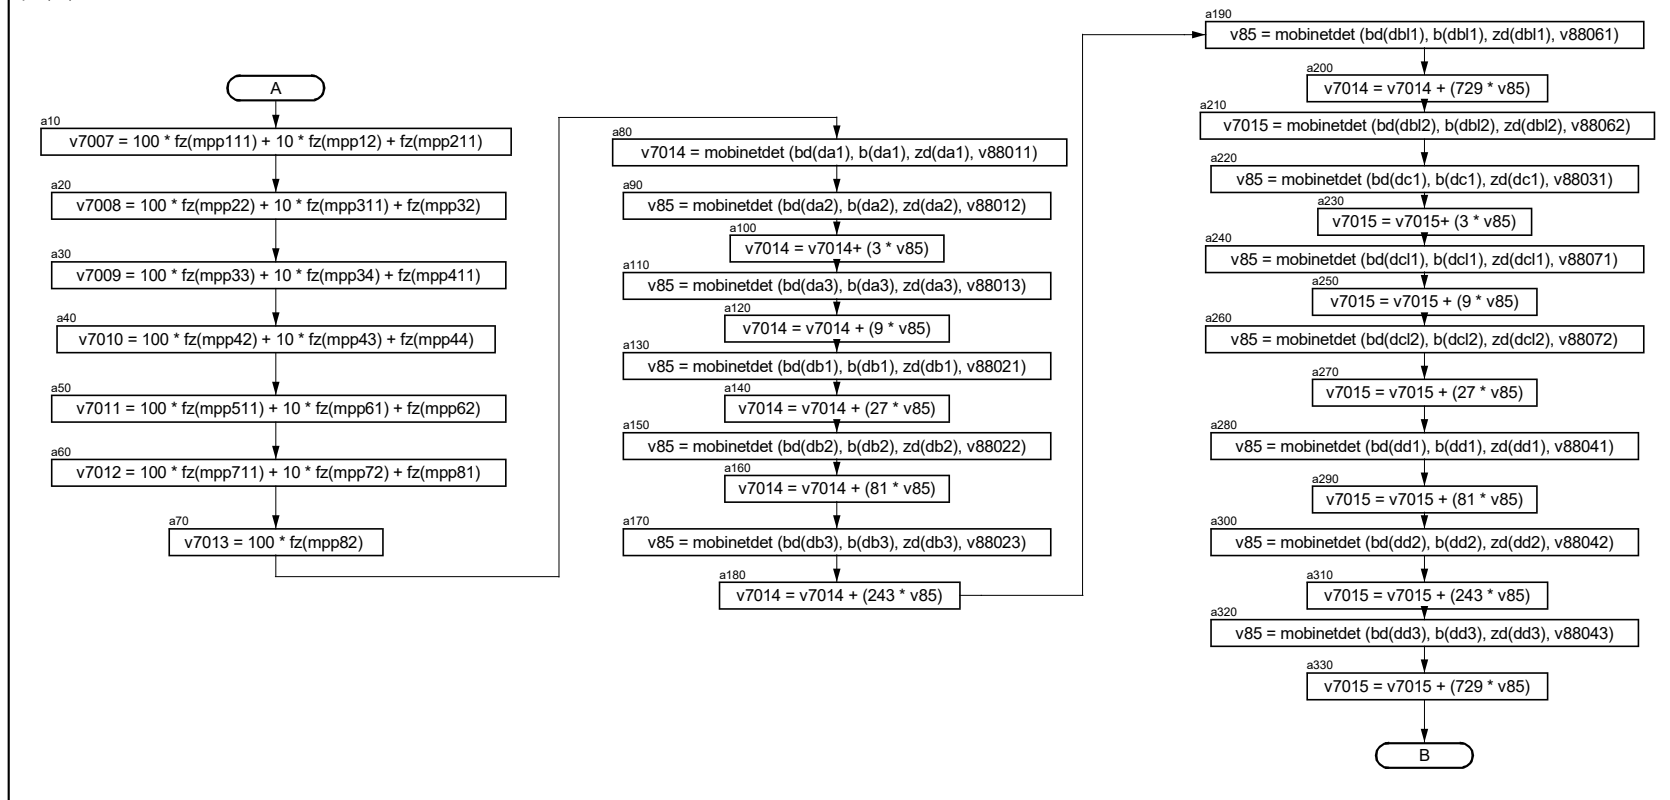 A
a10
v7007 = 100 * fz(mpp111) + 10 * fz(mpp12) + fz(mpp211)
a20
v7008 = 100 * fz(mpp22) + 10 * fz(mpp311) + fz(mpp32)
a30
v7009 = 100 * fz(mpp33) + 10 * fz(mpp34) + fz(mpp411)
a40
v7010 = 100 * fz(mpp42) + 10 * fz(mpp43) + fz(mpp44)
a50
v7011 = 100 * fz(mpp511) + 10 * fz(mpp61) + fz(mpp62)
a60
v7012 = 100 * fz(mpp711) + 10 * fz(mpp72) + fz(mpp81)
a70
v7013 = 100 * fz(mpp82)
a80
v7014 = mobinetdet (bd(da1), b(da1), zd(da1), v88011)
a90
v85 = mobinetdet (bd(da2), b(da2), zd(da2), v88012)
a100
v7014 = v7014+ (3 * v85)
a110
v85 = mobinetdet (bd(da3), b(da3), zd(da3), v88013)
a120
v7014 = v7014 + (9 * v85)
a130
v85 = mobinetdet (bd(db1), b(db1), zd(db1), v88021)
a140
v7014 = v7014 + (27 * v85)
a150
v85 = mobinetdet (bd(db2), b(db2), zd(db2), v88022)
a160
v7014 = v7014 + (81 * v85)
a170
v85 = mobinetdet (bd(db3), b(db3), zd(db3), v88023)
a180
v7014 = v7014 + (243 * v85)
a190
v85 = mobinetdet (bd(dbl1), b(dbl1), zd(dbl1), v88061)
a200
v7014 = v7014 + (729 * v85)
a210
v7015 = mobinetdet (bd(dbl2), b(dbl2), zd(dbl2), v88062)
a220
v85 = mobinetdet (bd(dc1), b(dc1), zd(dc1), v88031)
a230
v7015 = v7015+ (3 * v85)
a240
v85 = mobinetdet (bd(dcl1), b(dcl1), zd(dcl1), v88071)
a250
v7015 = v7015 + (9 * v85)
a260
v85 = mobinetdet (bd(dcl2), b(dcl2), zd(dcl2), v88072)
a270
v7015 = v7015 + (27 * v85)
a280
v85 = mobinetdet (bd(dd1), b(dd1), zd(dd1), v88041)
a290
v7015 = v7015 + (81 * v85)
a300
v85 = mobinetdet (bd(dd2), b(dd2), zd(dd2), v88042)
a310
v7015 = v7015 + (243 * v85)
a320
v85 = mobinetdet (bd(dd3), b(dd3), zd(dd3), v88043)
a330
v7015 = v7015 + (729 * v85)
B